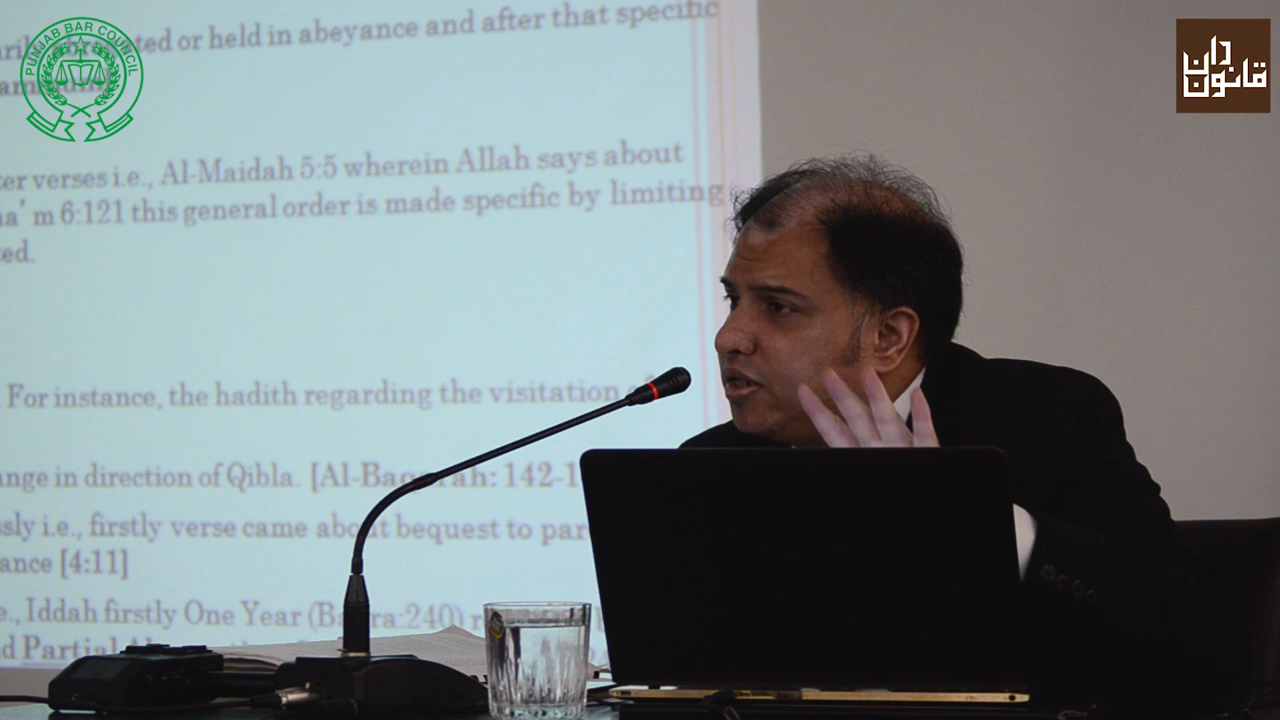 PUNJAB BAR COUNCIL
قانون دان
ted or held in abeyance and after that specific
ter verses i.e., Al-Maidah 5:5 wherein Allah says about
m 6:121 this general order is made specific by limiting
ted.
For instance, the hadith regarding the visitation
nge in direction of Qibla. [Al-Baqarah: 142-1
sly i.e., firstly verse came about bequest to par
ance [4:11]
e., Iddah firstly One Year (Baqra:240)
d Partial